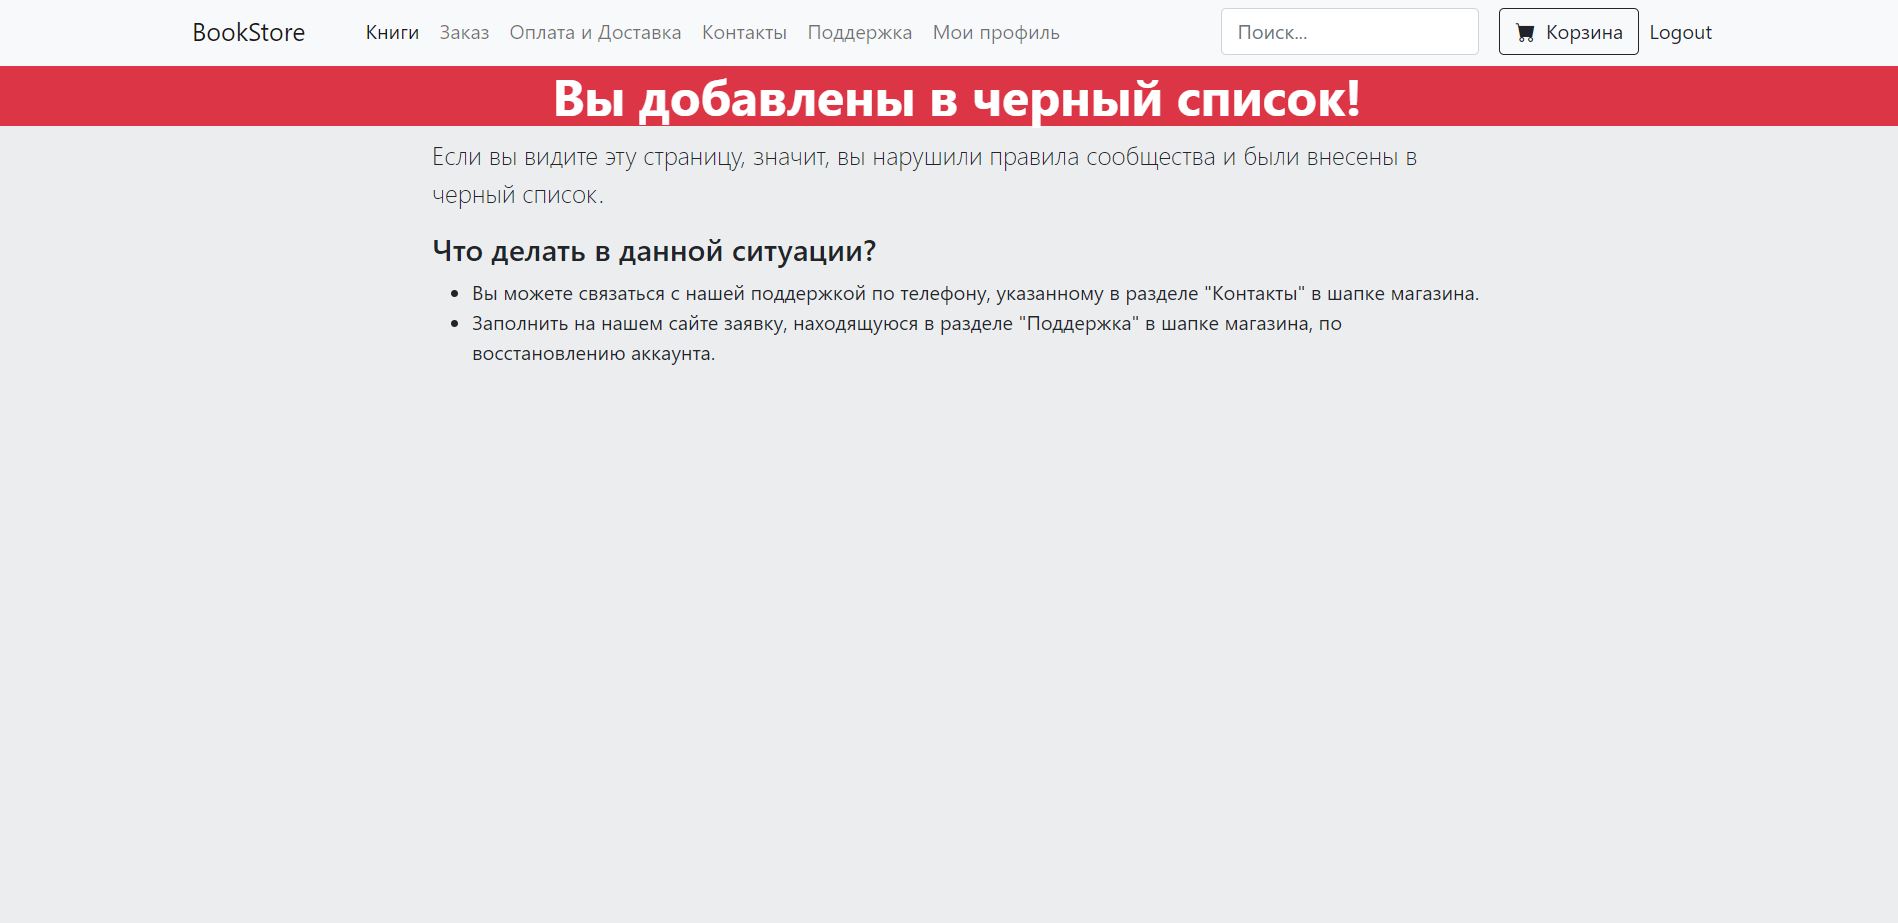 BookStore Книги Заказ Оплата и Доставка Контакты Поддержка Мои профиль Поиск... Корзина Logout
Вы добавлены в черный список!
Если вы видите эту страницу, значит, вы нарушили правила сообщества и были внесены в
черный список.
Что делать в данной ситуации?
• Вы можете связаться с нашей поддержкой по телефону, указанному в разделе "Контакты" в шапке магазина.
• Заполнить на нашем сайте заявку, находящуюся в разделе "Поддержка" в шапке магазина, по
восстановлению аккаунта.